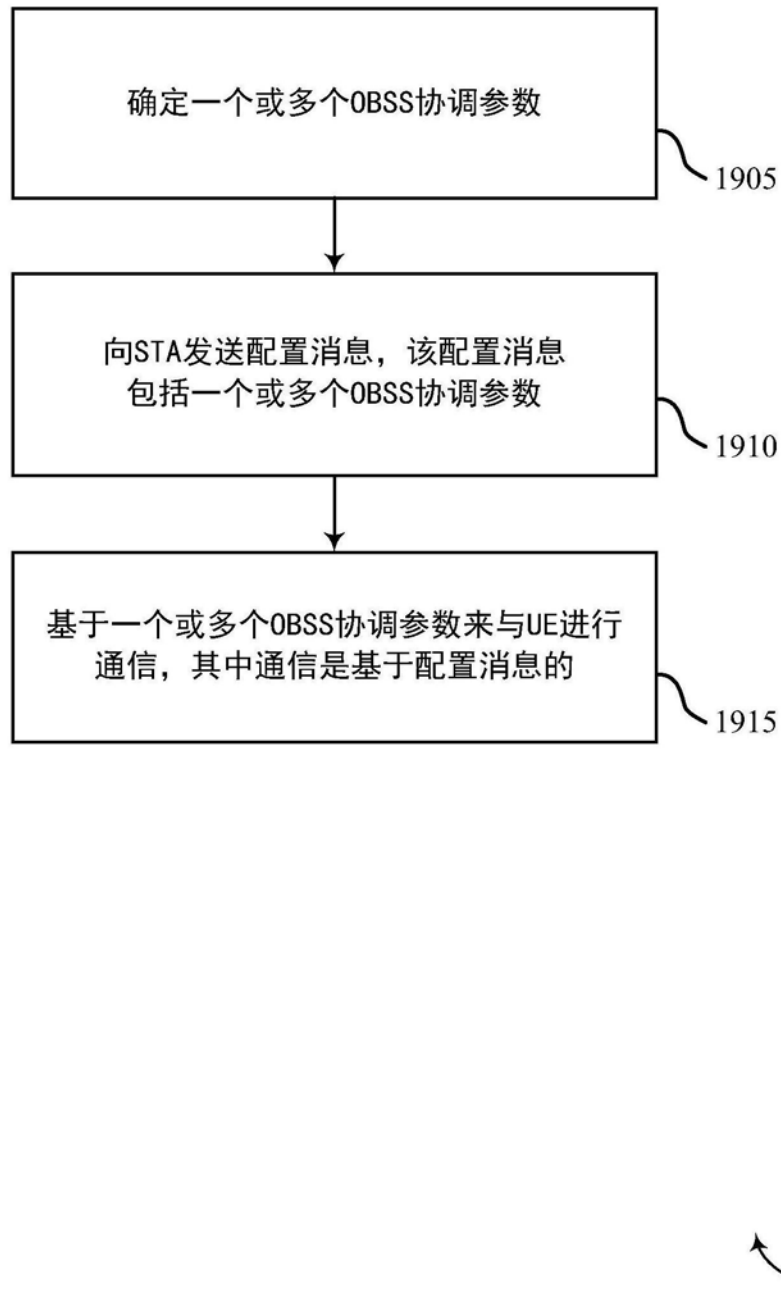 确定一个或多个OBSS协调参数
1905
向STA发送配置消息，该配置消息
包括一个或多个OBSS协调参数
1910
基于一个或多个OBSS协调参数来与UE进行
通信，其中通信是基于配置消息的
1915